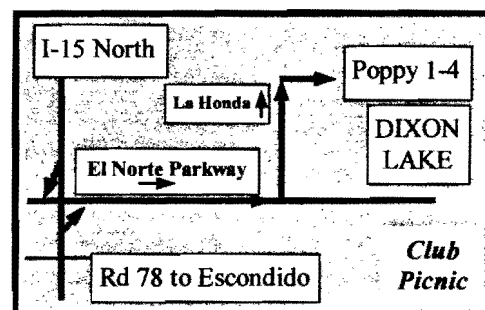 I-15 North
Poppy 1-4
La Honda
DIXON
LAKE
El Norte Parkway
Club
Picnic
Rd 78 to Escondido